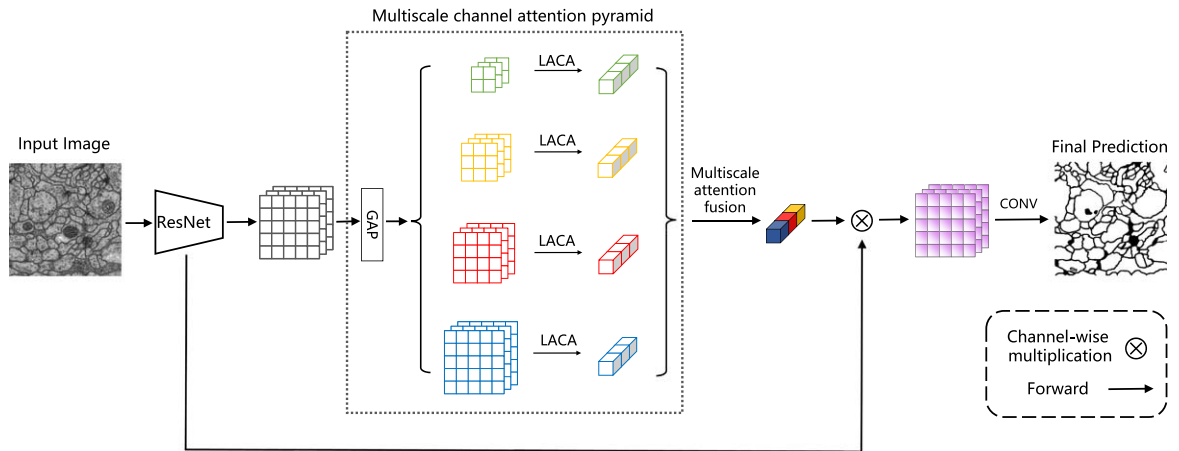 Multiscale channel attention pyramid
Input Image
ResNet
GAP
LACA
LACA
LACA
LACA
Multiscale
attention
fusion
CONV
Final Prediction
Channel-wise
multiplication
Forward